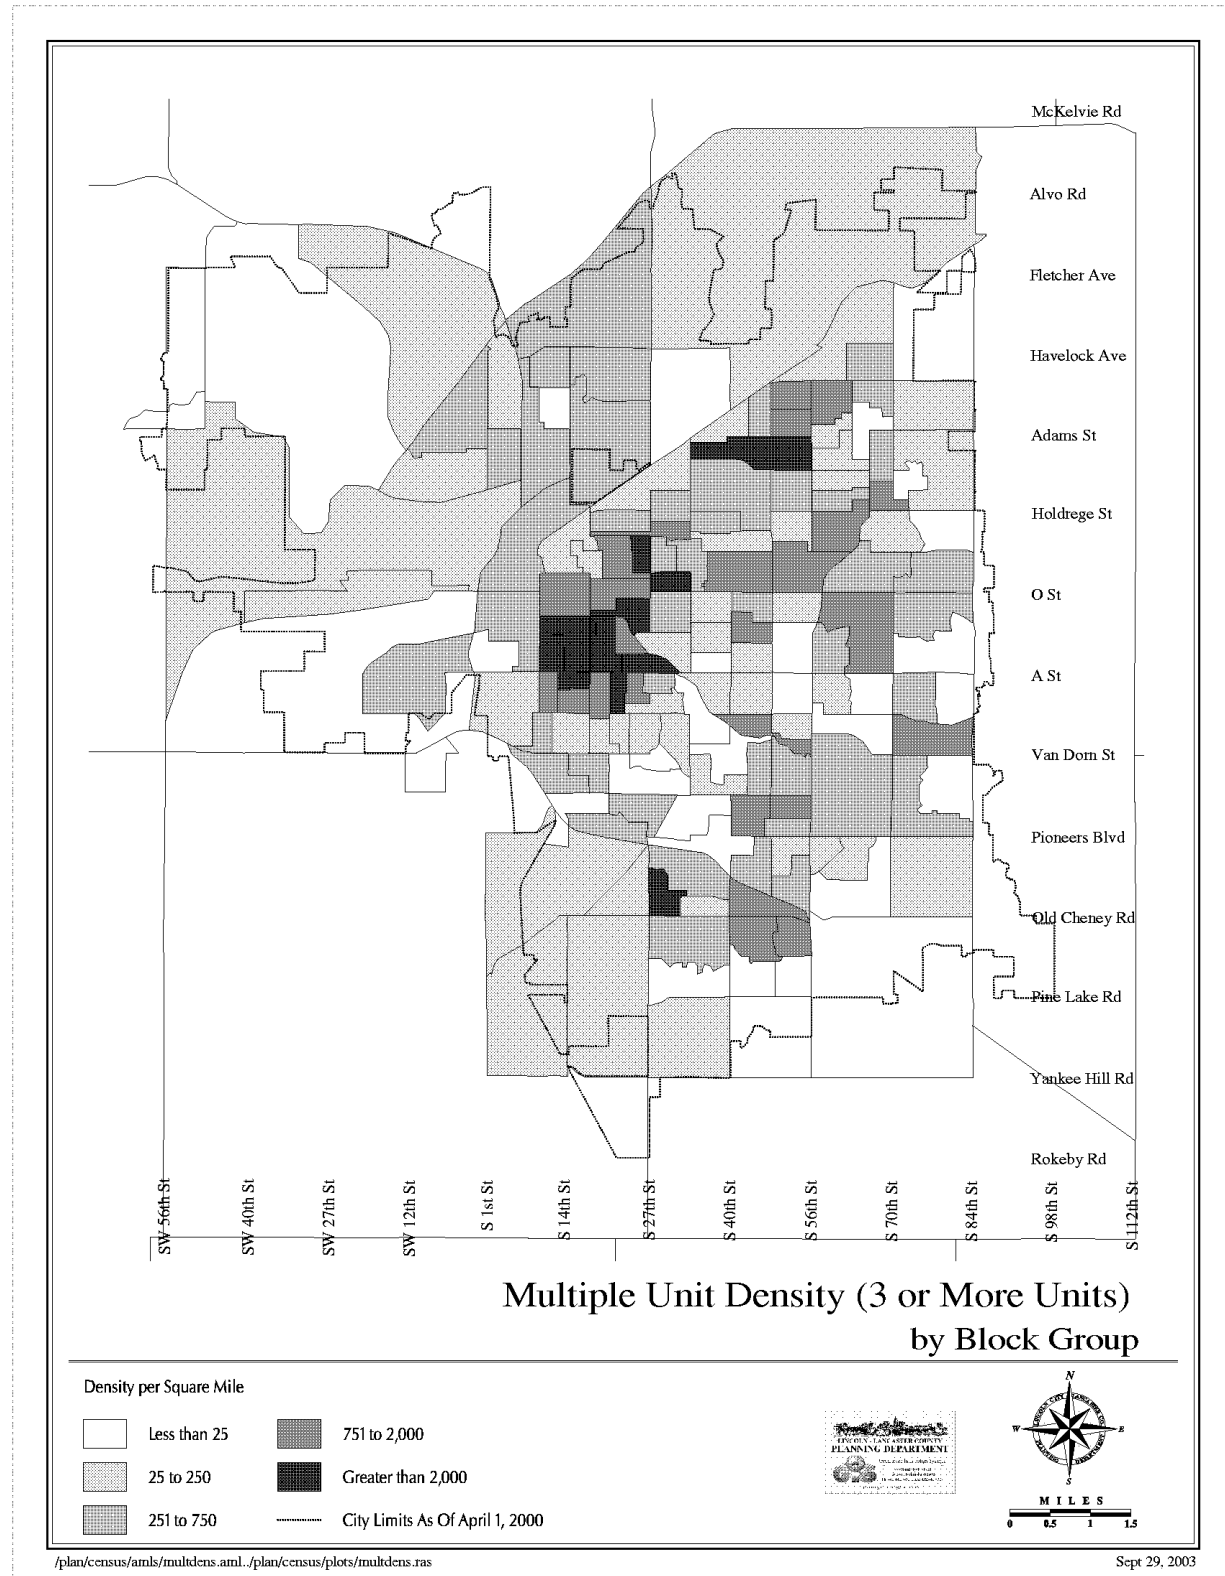 McKelvie Rd
Alvo Rd
Fletcher Ave
Havelock Ave
Adams St
Holdrege St
O St
A St
Van Dorn St
Pioneers Blvd
Old Cheney Rd
Pine Lake Rd
Yankee Hill Rd
Rokeby Rd
SW 56th St
SW 40th St
SW 27th St
SW 12th St
S 1st St
S 14th St
S 27th St
S 40th St
S 56th St
S 70th St
S 84th St
S 98th St
S 112th St
Multiple Unit Density (3 or More Units)
by Block Group
Density per Square Mile
Less than 25
25 to 250
251 to 750
751 to 2,000
Greater than 2,000
City Limits As Of April 1, 2000
LINCOLN - LANCASTER COUNTY
PLANNING DEPARTMENT
N
W
E
S
MILES
0 0.5 1 1.5
/plan/census/amls/multdens.aml../plan/census/plots/multdens.ras
Sept 29, 2003